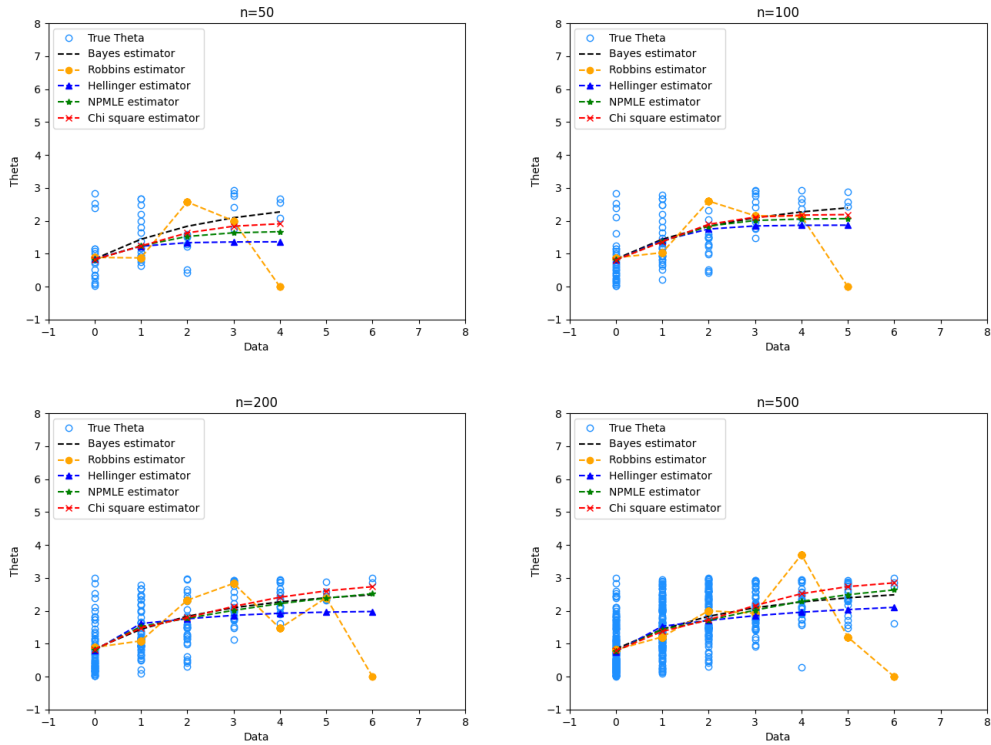 n=50
8
7
6
5
4
3
2
1
0
−1
Theta
True Theta
Bayes estimator
Robbins estimator
Hellinger estimator
NPMLE estimator
Chi square estimator
−1 0 1 2 3 4 5 6 7 8
Data
n=100
8
7
6
5
4
3
2
1
0
−1
Theta
True Theta
Bayes estimator
Robbins estimator
Hellinger estimator
NPMLE estimator
Chi square estimator
−1 0 1 2 3 4 5 6 7 8
Data
n=200
8
7
6
5
4
3
2
1
0
−1
Theta
True Theta
Bayes estimator
Robbins estimator
Hellinger estimator
NPMLE estimator
Chi square estimator
−1 0 1 2 3 4 5 6 7 8
Data
n=500
8
7
6
5
4
3
2
1
0
−1
Theta
True Theta
Bayes estimator
Robbins estimator
Hellinger estimator
NPMLE estimator
Chi square estimator
−1 0 1 2 3 4 5 6 7 8
Data